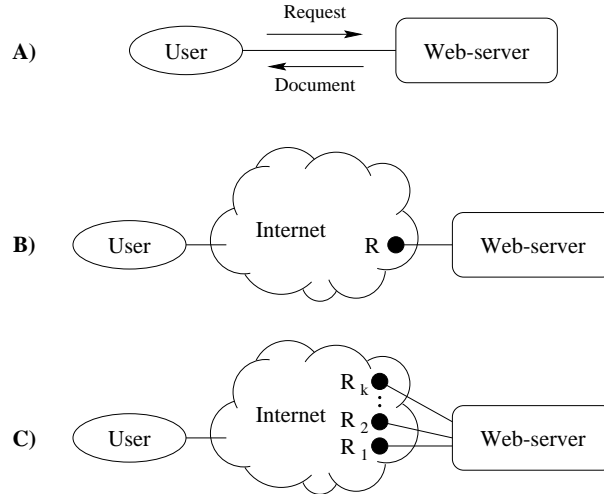 Request
A) User Web-server
Document
B) User Internet R Web-server
R k
C) User Internet R 2 Web-server
R 1